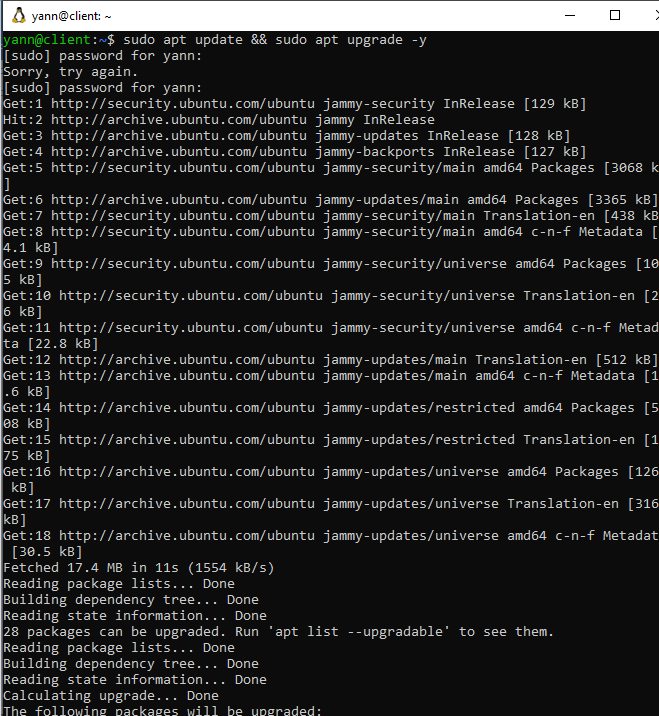 yann@client: ~
yann@client:~$ sudo apt update && sudo apt upgrade -y
[sudo] password for yann:
Sorry, try again.
[sudo] password for yann:
Get:1 http://security.ubuntu.com/ubuntu jammy-security InRelease [129 kB]
Hit:2 http://archive.ubuntu.com/ubuntu jammy InRelease
Get:3 http://archive.ubuntu.com/ubuntu jammy-updates InRelease [128 kB]
Get:4 http://archive.ubuntu.com/ubuntu jammy-backports InRelease [127 kB]
Get:5 http://security.ubuntu.com/ubuntu jammy-security/main amd64 Packages [3068 k
]
Get:6 http://archive.ubuntu.com/ubuntu jammy-updates/main amd64 Packages [3365 kB]
Get:7 http://security.ubuntu.com/ubuntu jammy-security/main Translation-en [438 kB
Get:8 http://security.ubuntu.com/ubuntu jammy-security/main amd64 c-n-f Metadata [
4.1 kB]
Get:9 http://security.ubuntu.com/ubuntu jammy-security/universe amd64 Packages [10
5 kB]
Get:10 http://security.ubuntu.com/ubuntu jammy-security/universe Translation-en [2
6 kB]
Get:11 http://security.ubuntu.com/ubuntu jammy-security/universe amd64 c-n-f Metad
ta [22.8 kB]
Get:12 http://archive.ubuntu.com/ubuntu jammy-updates/main Translation-en [512 kB]
Get:13 http://archive.ubuntu.com/ubuntu jammy-updates/main amd64 c-n-f Metadata [1
.6 kB]
Get:14 http://archive.ubuntu.com/ubuntu jammy-updates/restricted amd64 Packages [5
08 kB]
Get:15 http://archive.ubuntu.com/ubuntu jammy-updates/restricted Translation-en [1
75 kB]
Get:16 http://archive.ubuntu.com/ubuntu jammy-updates/universe amd64 Packages [126
kB]
Get:17 http://archive.ubuntu.com/ubuntu jammy-updates/universe Translation-en [316
kB]
Get:18 http://archive.ubuntu.com/ubuntu jammy-updates/universe amd64 c-n-f Metadat
[30.5 kB]
Fetched 17.4 MB in 11s (1554 kB/s)
Reading package lists... Done
Building dependency tree... Done
Reading state information... Done
28 packages can be upgraded. Run 'apt list --upgradable' to see them.
Reading package lists... Done
Building dependency tree... Done
Reading state information... Done
Calculating upgrade... Done
The following packages will be upgraded: